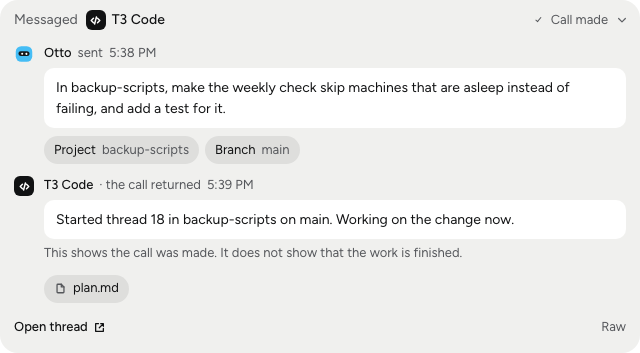 Messaged T3 Code Call made
Otto sent 5:38 PM
In backup-scripts, make the weekly check skip machines that are asleep instead of
failing, and add a test for it.
Project backup-scripts Branch main
T3 Code · the call returned 5:39 PM
Started thread 18 in backup-scripts on main. Working on the change now.
This shows the call was made. It does not show that the work is finished.
plan.md
Open thread Raw